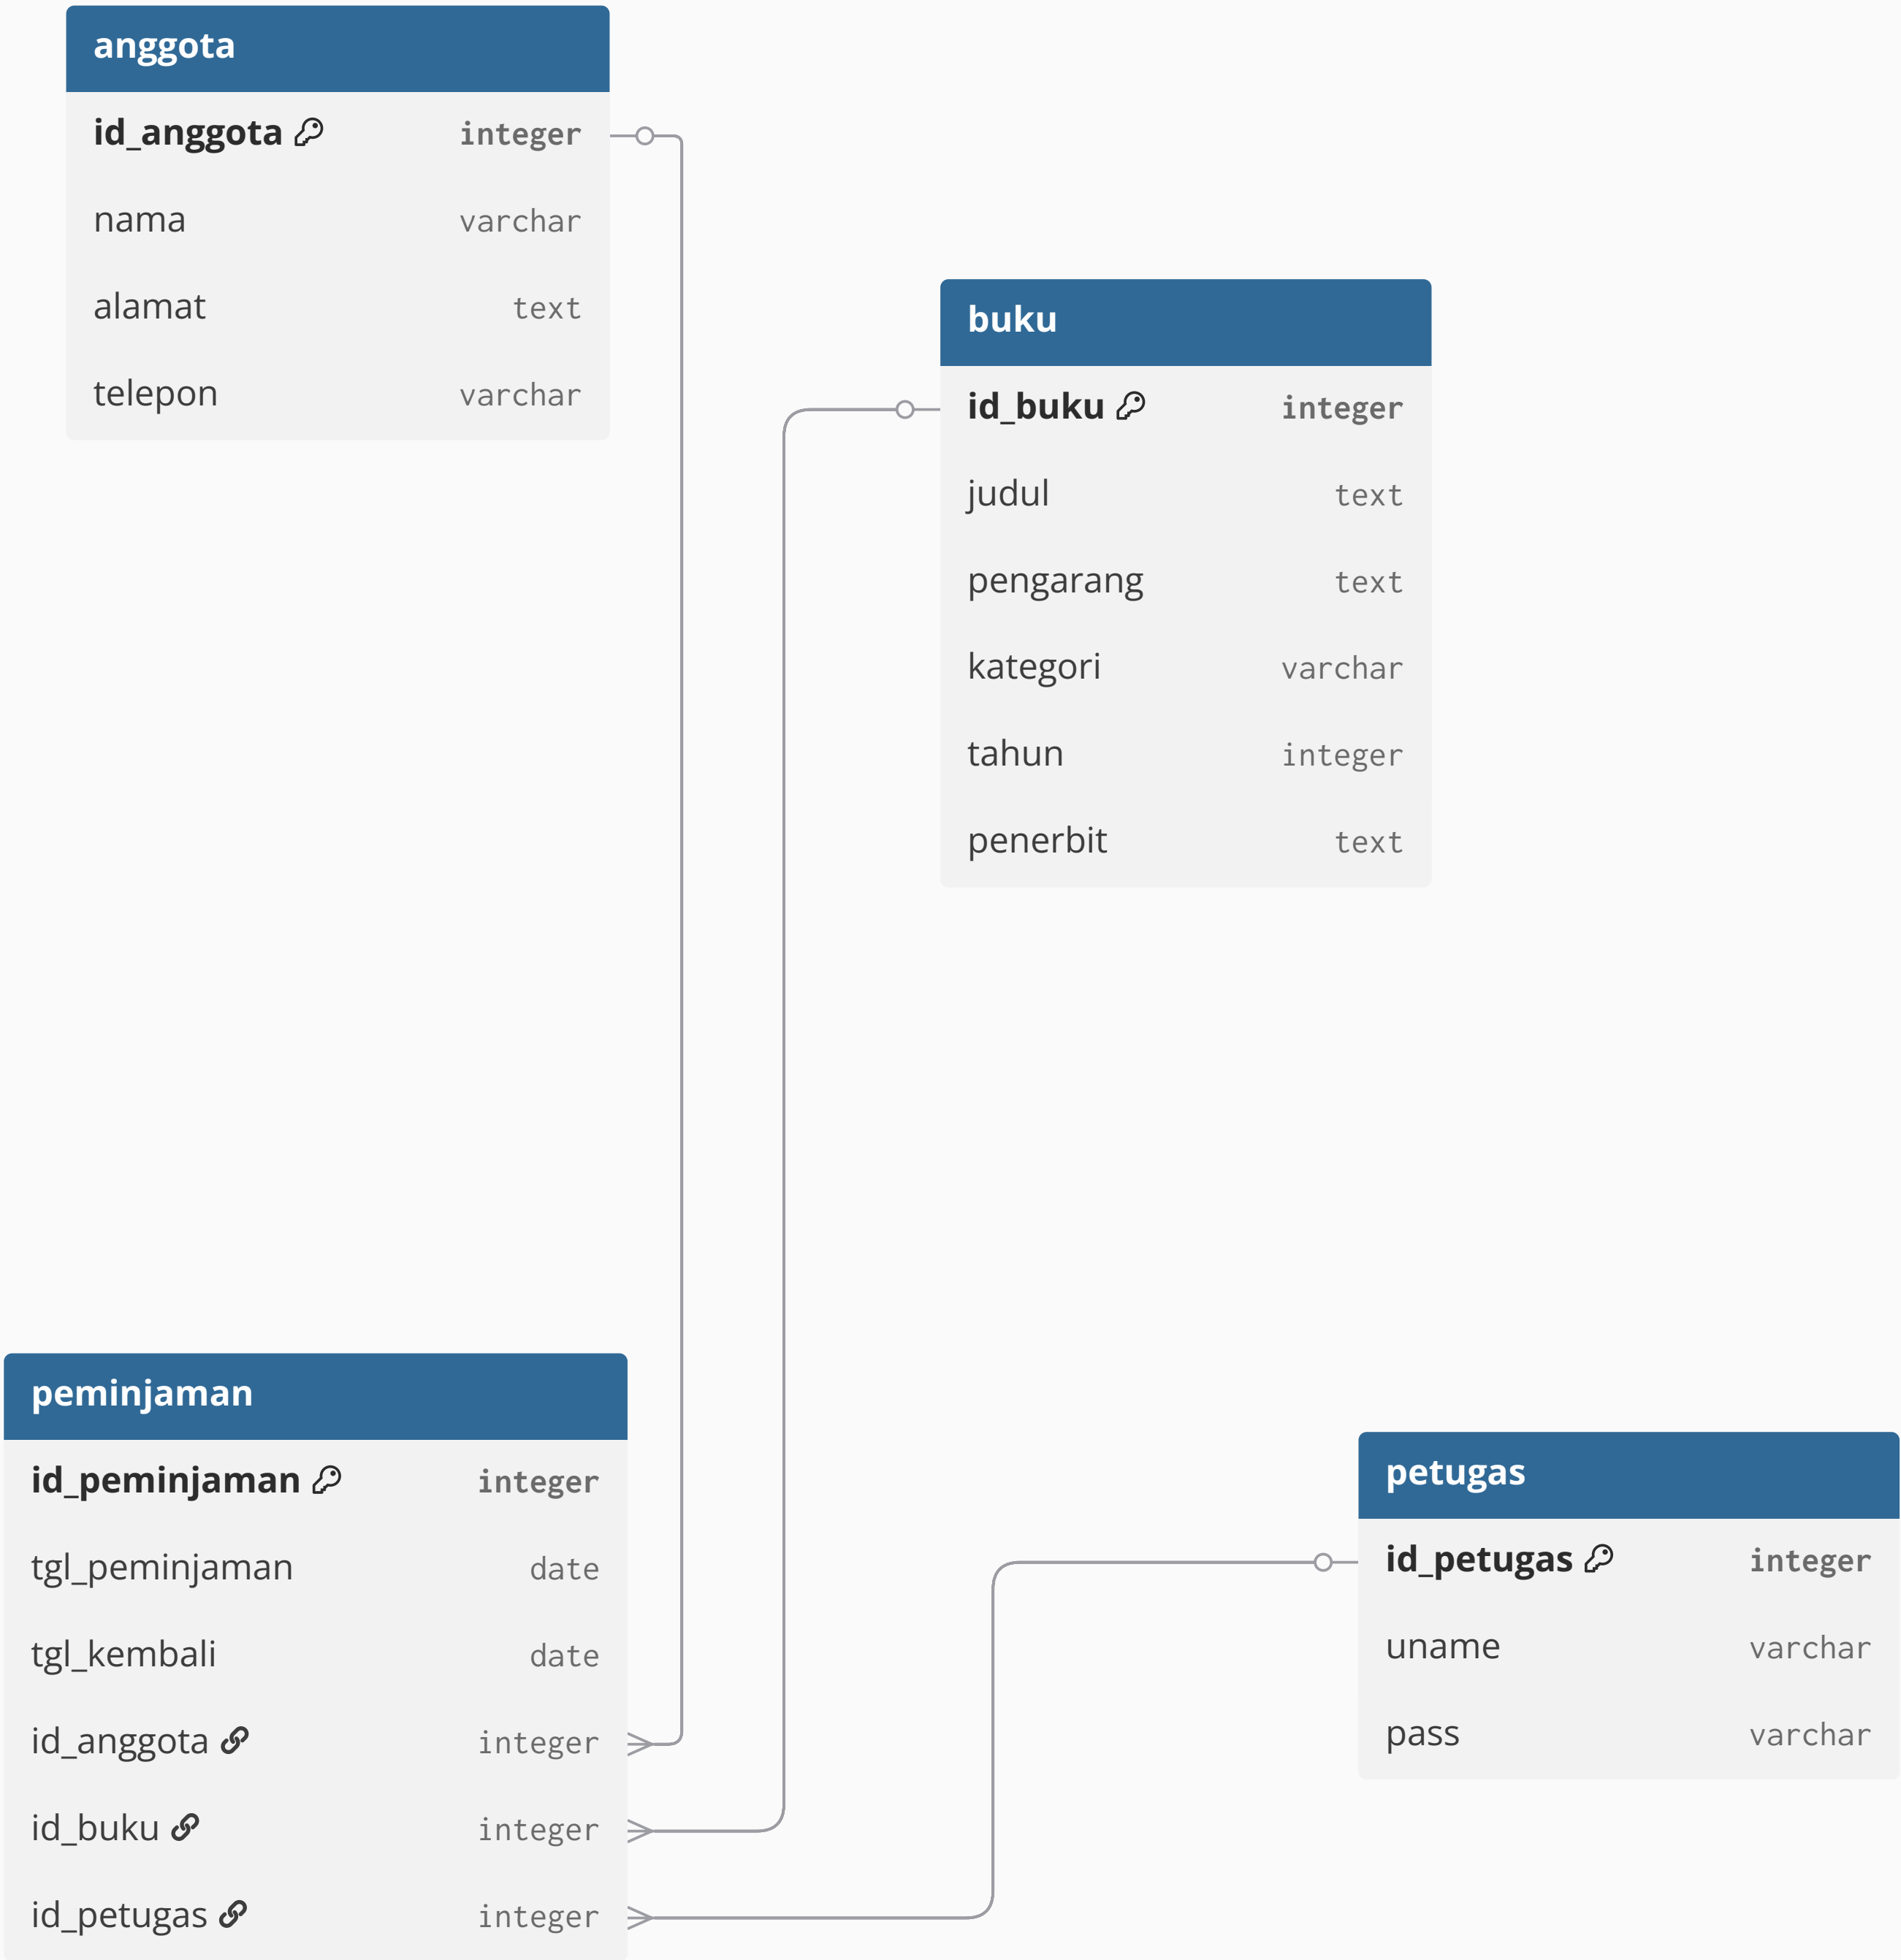 anggota
id_anggota integer
nama varchar
alamat text
telepon varchar
buku
id_buku integer
judul text
pengarang text
kategori varchar
tahun integer
penerbit text
peminjaman
id_peminjaman integer
tgl_peminjaman date
tgl_kembali date
id_anggota integer
id_buku integer
id_petugas integer
petugas
id_petugas integer
uname varchar
pass varchar